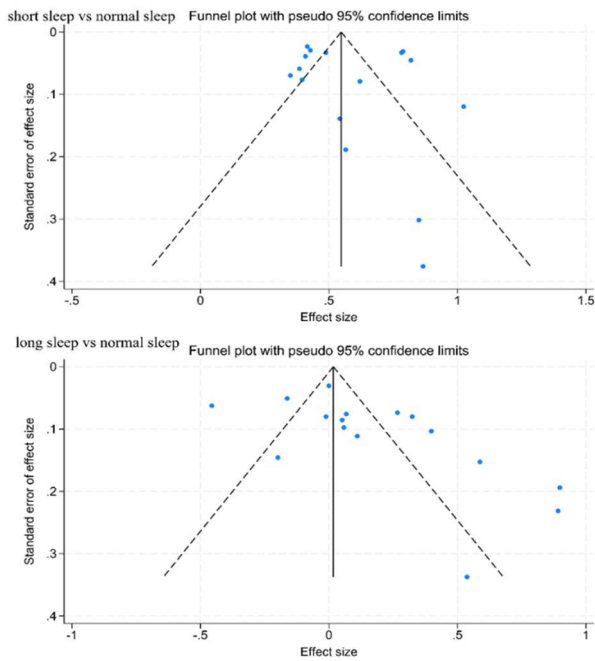 short sleep vs normal sleep
Funnel plot with pseudo 95% confidence limits
Standard error of effect size
0
.1
.2
.3
.4
-.5
0
.5
1
1.5
Effect size
long sleep vs normal sleep
Funnel plot with pseudo 95% confidence limits
Standard error of effect size
0
.1
.2
.3
.4
-1
-.5
0
.5
1
Effect size